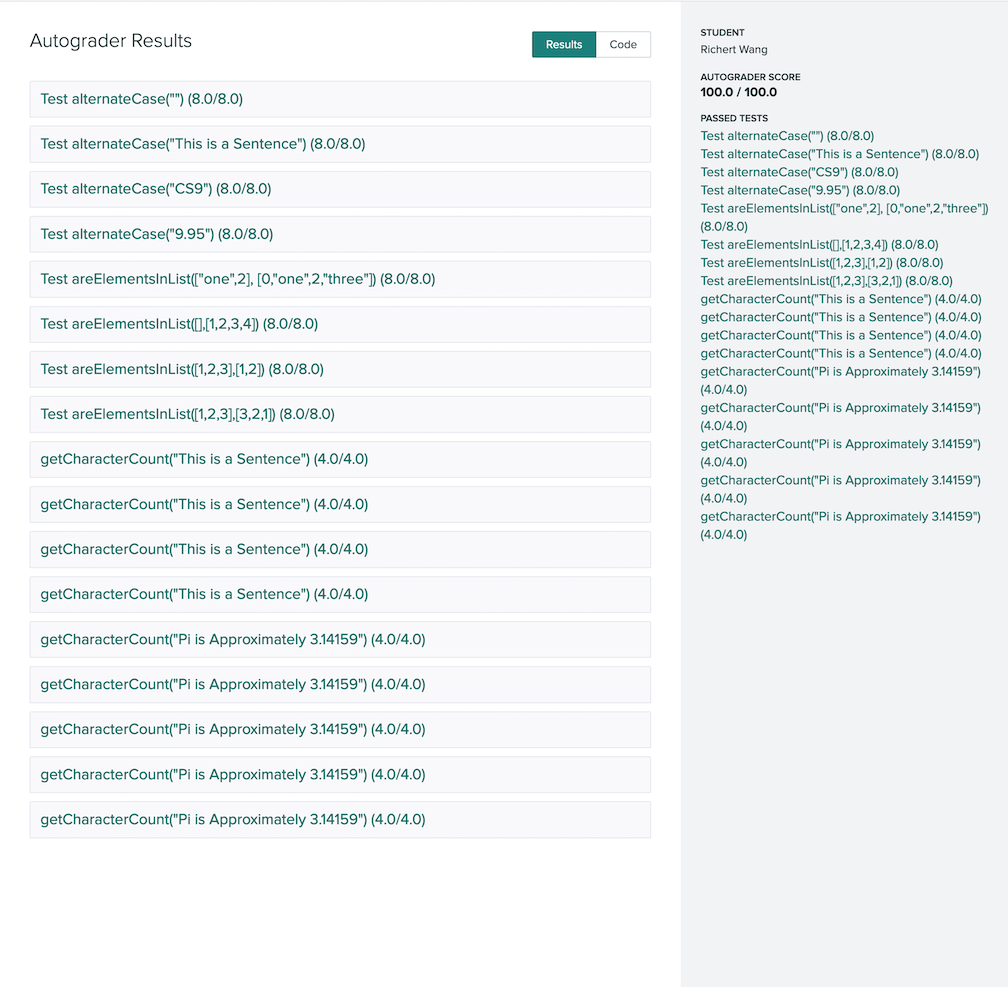 Autograder Results
Results
Code
Test alternateCase("") (8.0/8.0)
Test alternateCase("This is a Sentence") (8.0/8.0)
Test alternateCase("CS9") (8.0/8.0)
Test alternateCase("9.95") (8.0/8.0)
Test areElementsInList(["one",2], [0,"one",2,"three"]) (8.0/8.0)
Test areElementsInList([],[1,2,3,4]) (8.0/8.0)
Test areElementsInList([1,2,3],[1,2]) (8.0/8.0)
Test areElementsInList([1,2,3],[3,2,1]) (8.0/8.0)
getCharacterCount("This is a Sentence") (4.0/4.0)
getCharacterCount("This is a Sentence") (4.0/4.0)
getCharacterCount("This is a Sentence") (4.0/4.0)
getCharacterCount("This is a Sentence") (4.0/4.0)
getCharacterCount("Pi is Approximately 3.14159") (4.0/4.0)
getCharacterCount("Pi is Approximately 3.14159") (4.0/4.0)
getCharacterCount("Pi is Approximately 3.14159") (4.0/4.0)
getCharacterCount("Pi is Approximately 3.14159") (4.0/4.0)
getCharacterCount("Pi is Approximately 3.14159") (4.0/4.0)
STUDENT
Richert Wang
AUTOGRADER SCORE
100.0 / 100.0
PASSED TESTS
Test alternateCase("") (8.0/8.0)
Test alternateCase("This is a Sentence") (8.0/8.0)
Test alternateCase("CS9") (8.0/8.0)
Test alternateCase("9.95") (8.0/8.0)
Test areElementsInList(["one",2], [0,"one",2,"three"])
(8.0/8.0)
Test areElementsInList([],[1,2,3,4]) (8.0/8.0)
Test areElementsInList([1,2,3],[1,2]) (8.0/8.0)
Test areElementsInList([1,2,3],[3,2,1]) (8.0/8.0)
getCharacterCount("This is a Sentence") (4.0/4.0)
getCharacterCount("This is a Sentence") (4.0/4.0)
getCharacterCount("This is a Sentence") (4.0/4.0)
getCharacterCount("This is a Sentence") (4.0/4.0)
getCharacterCount("Pi is Approximately 3.14159")
(4.0/4.0)
getCharacterCount("Pi is Approximately 3.14159")
(4.0/4.0)
getCharacterCount("Pi is Approximately 3.14159")
(4.0/4.0)
getCharacterCount("Pi is Approximately 3.14159")
(4.0/4.0)
getCharacterCount("Pi is Approximately 3.14159")
(4.0/4.0)